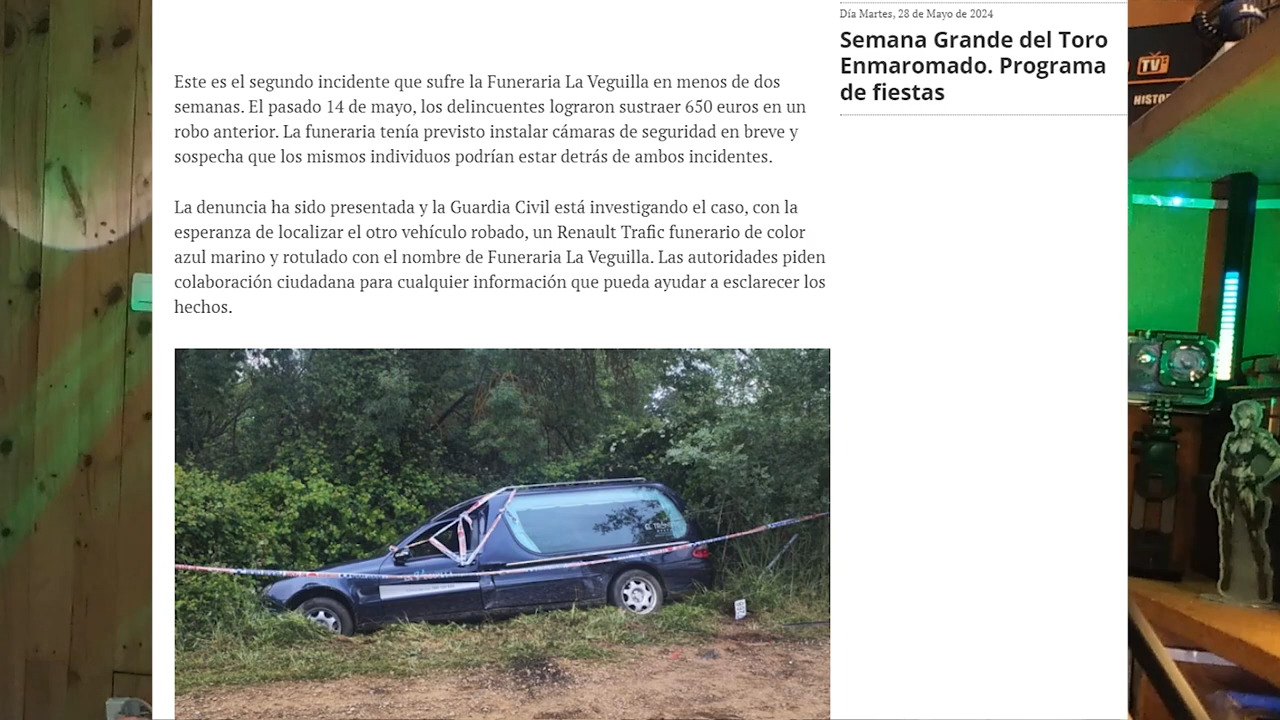 Este es el segundo incidente que sufre la Funeraria La Veguilla en menos de dos
semanas. El pasado 14 de mayo, los delincuentes lograron sustraer 650 euros en un
robo anterior. La funeraria tenía previsto instalar cámaras de seguridad en breve y
sospecha que los mismos individuos podrían estar detrás de ambos incidentes.
La denuncia ha sido presentada y la Guardia Civil está investigando el caso, con la
esperanza de localizar el otro vehículo robado, un Renault Trafic funerario de color
azul marino y rotulado con el nombre de Funeraria La Veguilla. Las autoridades piden
colaboración ciudadana para cualquier información que pueda ayudar a esclarecer los
hechos.
Día Martes, 28 de Mayo de 2024
Semana Grande del Toro
Enmaromado. Programa
de fiestas
TV